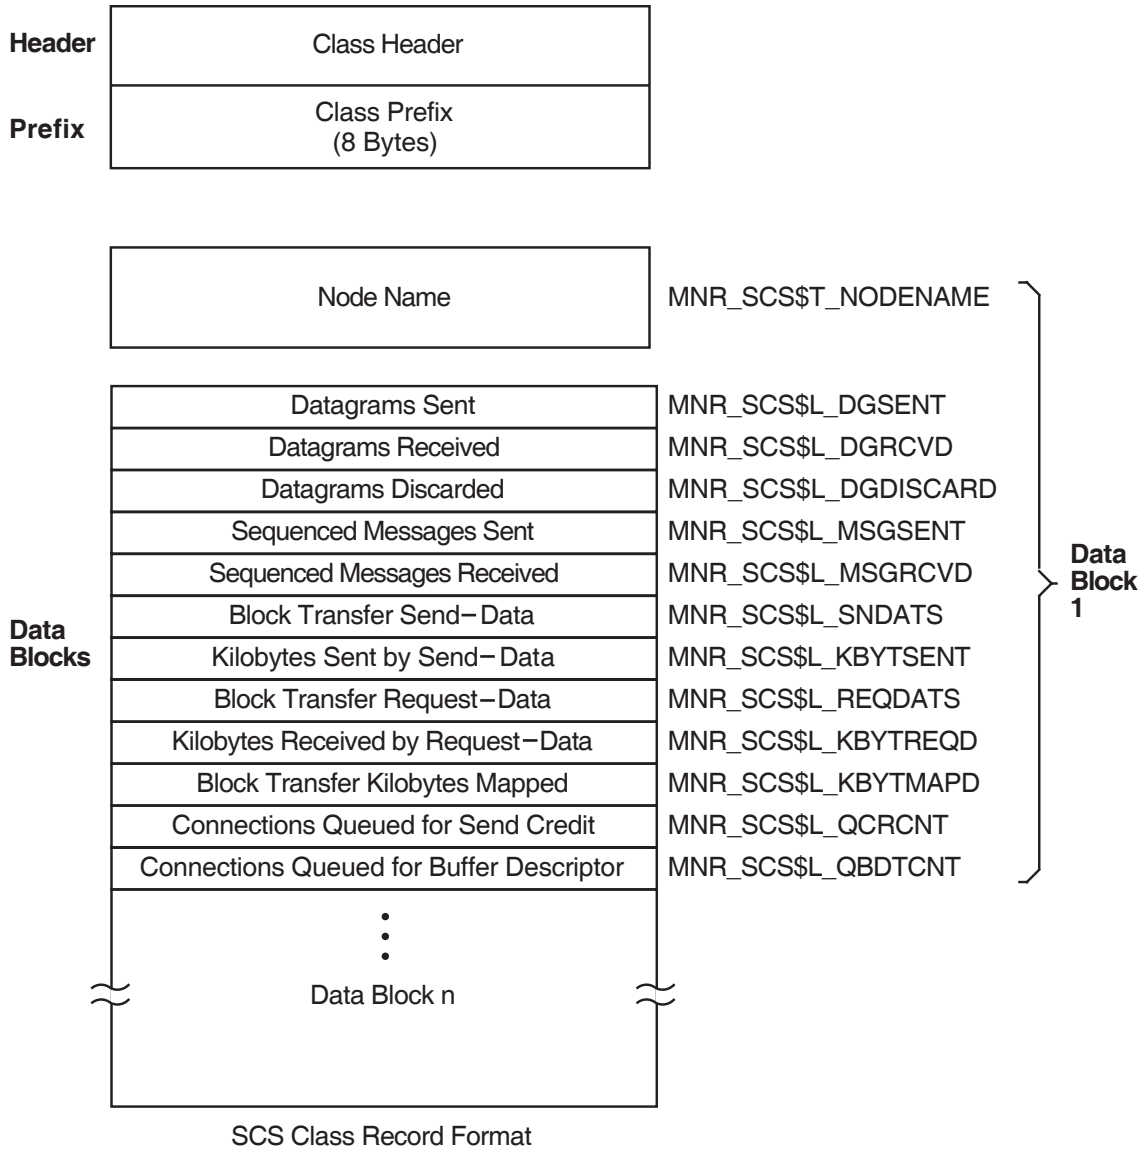 Header
Class Header
Prefix
Class Prefix
(8 Bytes)
Node Name
MNR_SCS$T_NODENAME
Datagrams Sent
MNR_SCS$L_DGSENT
Datagrams Received
MNR_SCS$L_DGRCVD
Datagrams Discarded
MNR_SCS$L_DGDISCARD
Sequenced Messages Sent
MNR_SCS$L_MSGSENT
Sequenced Messages Received
MNR_SCS$L_MSGRCVD
Data
Block
1
Block Transfer Send–Data
MNR_SCS$L_SNDATS
Data
Blocks
Kilobytes Sent by Send–Data
MNR_SCS$L_KBYTSENT
Block Transfer Request–Data
MNR_SCS$L_REQDATS
Kilobytes Received by Request–Data
MNR_SCS$L_KBYTREQD
Block Transfer Kilobytes Mapped
MNR_SCS$L_KBYTMAPD
Connections Queued for Send Credit
MNR_SCS$L_QCRCNT
Connections Queued for Buffer Descriptor
MNR_SCS$L_QBDTCNT
Data Block n
SCS Class Record Format